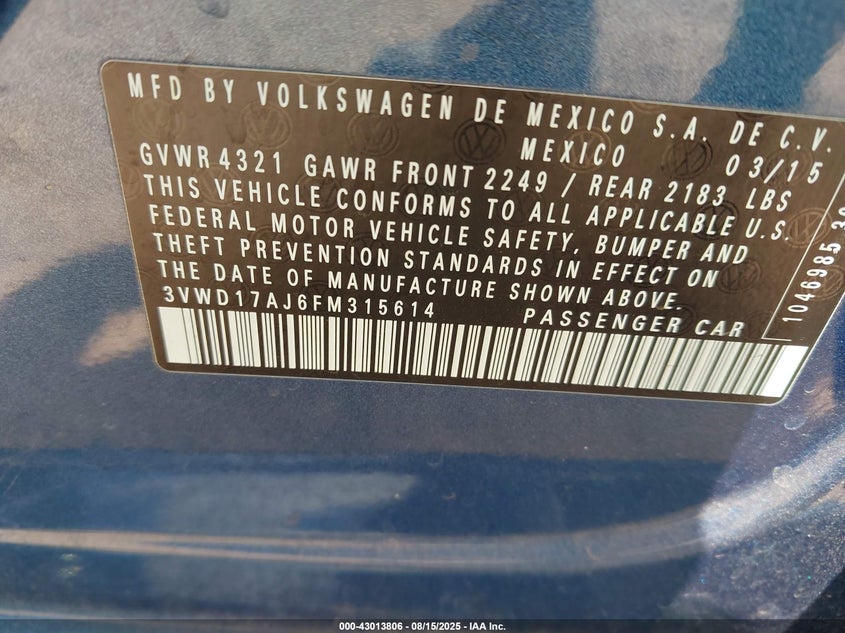 MFD BY VOLKSWAGEN DE MEXICO S.A. DE C.V.
MEXICO 03/15
GVWR 4321 GAWR FRONT 2249 / REAR 2183 LBS
THIS VEHICLE CONFORMS TO ALL APPLICABLE U.S.
FEDERAL MOTOR VEHICLE SAFETY, BUMPER AND
THEFT PREVENTION STANDARDS IN EFFECT ON
THE DATE OF MANUFACTURE SHOWN ABOVE.
3VWD17AJ6FM315614 PASSENGER CAR
1046985
000-43013806 - 08/15/2025 - IAA Inc.